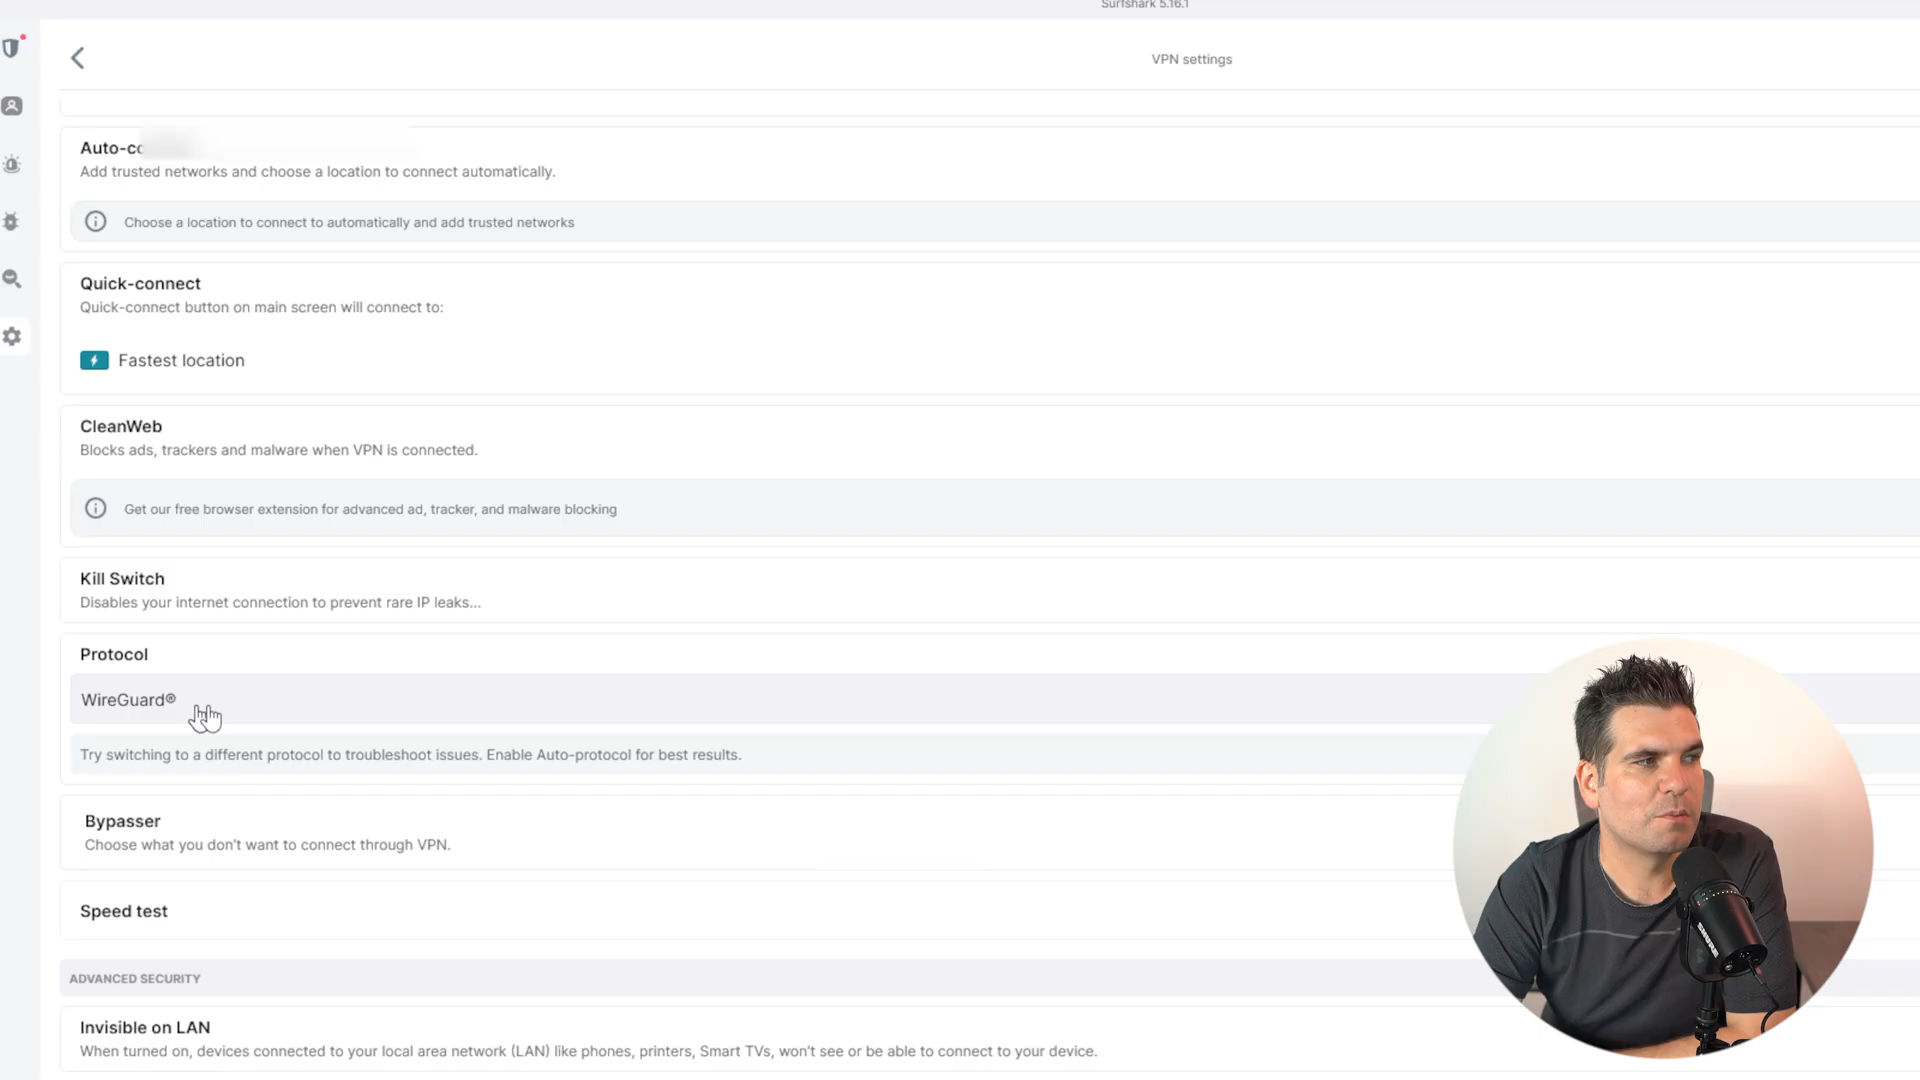 Surfshark 5.16.1
VPN settings
Auto-co
Add trusted networks and choose a location to connect automatically.
Choose a location to connect to automatically and add trusted networks
Quick-connect
Quick-connect button on main screen will connect to:
Fastest location
CleanWeb
Blocks ads, trackers and malware when VPN is connected.
Get our free browser extension for advanced ad, tracker, and malware blocking
Kill Switch
Disables your internet connection to prevent rare IP leaks...
Protocol
WireGuard®
Try switching to a different protocol to troubleshoot issues. Enable Auto-protocol for best results.
Bypasser
Choose what you don't want to connect through VPN.
Speed test
ADVANCED SECURITY
Invisible on LAN
When turned on, devices connected to your local area network (LAN) like phones, printers, Smart TVs, won't see or be able to connect to your device.
SHURE